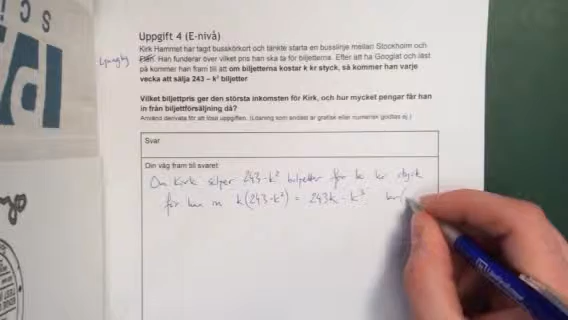 Uppgift 4 (E-nivå)
Kirk Hammet har tagit busskörkort och tänkte starta en busslinje mellan Stockholm och
Ljungby
Han funderar över vilket pris han ska ta för biljetterna. Efter att ha Googlat och läst
på kommer han fram till att om biljetterna kostar k kr styck, så kommer han varje
vecka att sälja 243 – k² biljetter
Vilket biljettpris ger den största inkomsten för Kirk, och hur mycket pengar får han
in från biljettförsäljning då?
Använd derivata för att lösa uppgiften. (Lösning som endast är grafisk eller numerisk godtas ej.)
Svar
Din väg fram till svaret:
Om Kirk säljer 243-k² biljetter för k kr styck
får han in k(243-k²) = 243k - k³ kr